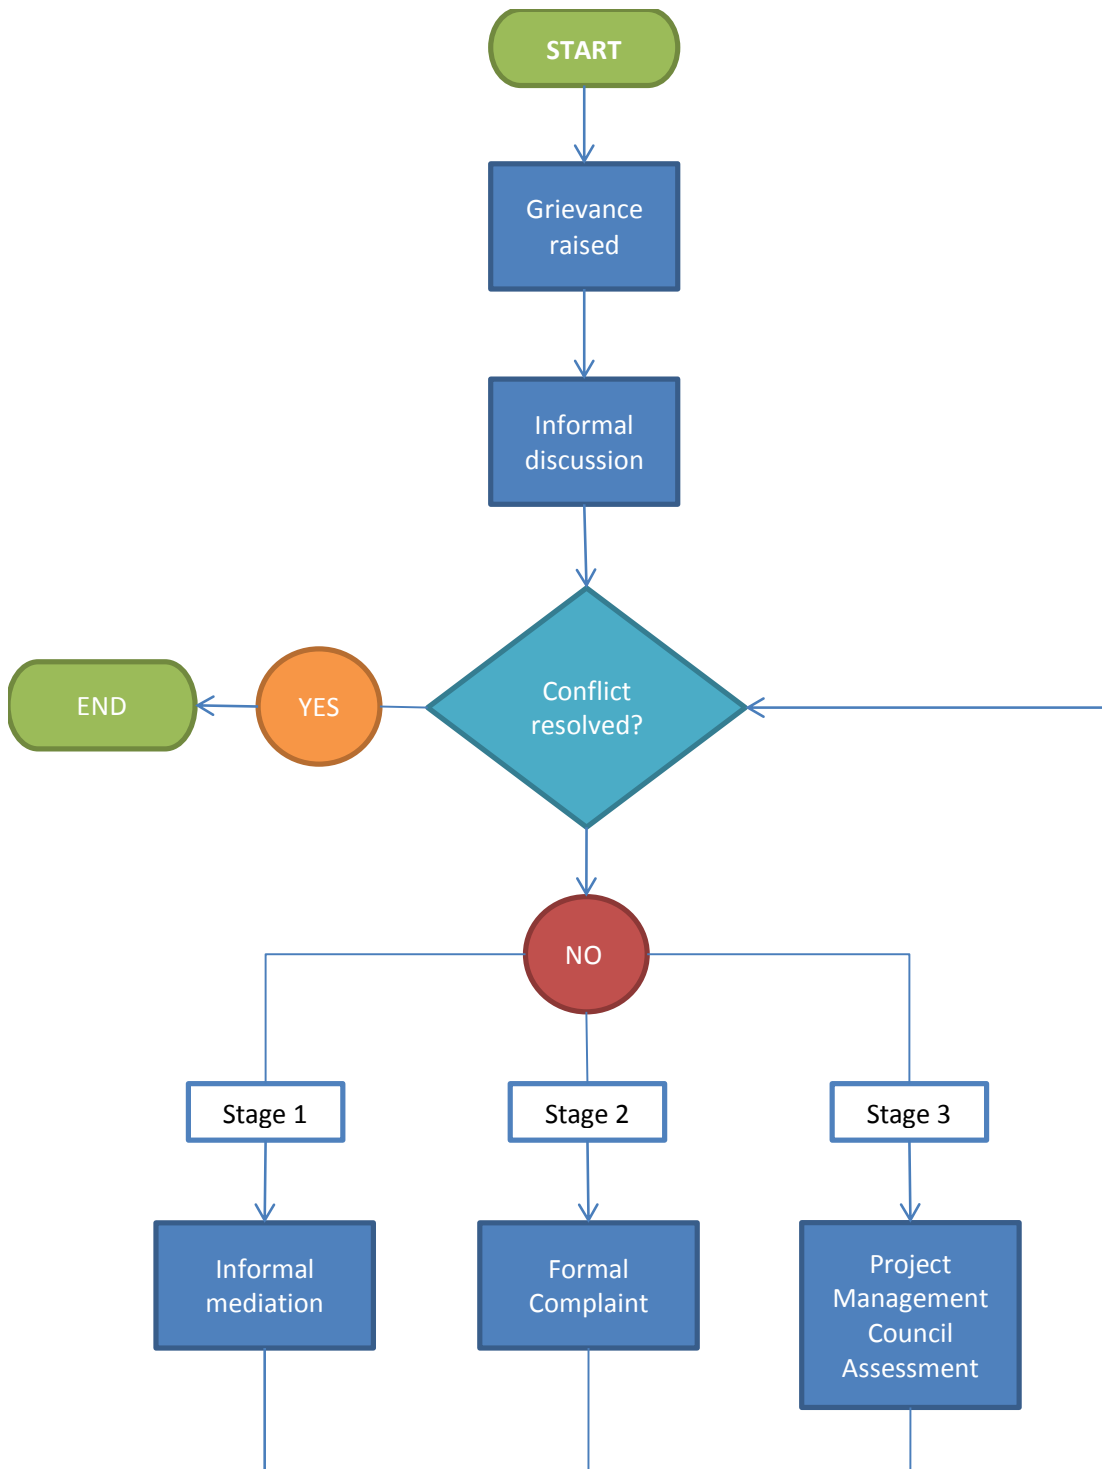 START
Grievance
raised
Informal
discussion
Conflict
resolved?
YES
END
NO
Stage 1
Stage 2
Stage 3
Informal
mediation
Formal
Complaint
Project
Management
Council
Assessment